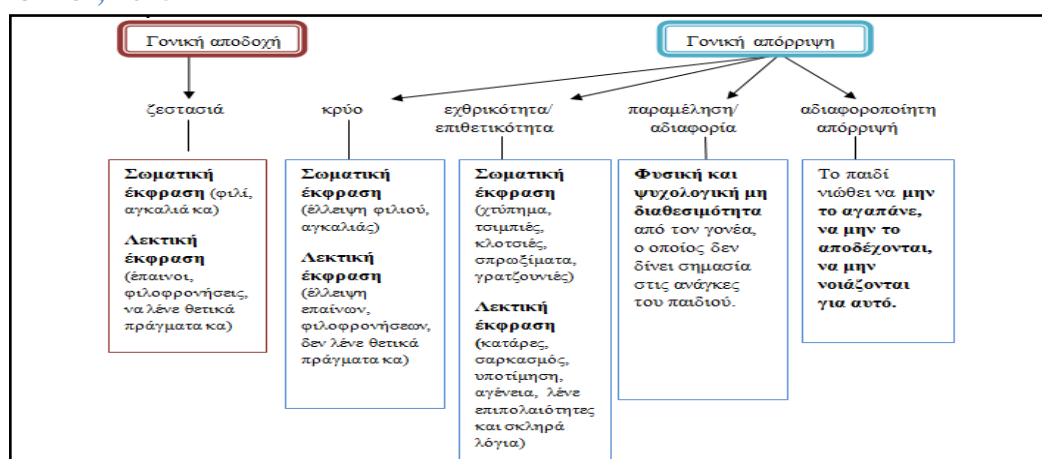 Γονική αποδοχή
Γονική απόρριψη
ζεστασιά
κρύο
εχθρικότητα/
επιθετικότητα
παραμέληση/
αδιαφορία
αδιαφοροποίητη
απόρριψή
Σωματική
έκφραση (φιλί,
αγκαλιά κα)
Λεκτική
έκφραση
(έπαινοι,
φιλοφρονήσεις,
να λένε θετικά
πράγματα κα)
Σωματική
έκφραση
(έλλειψη φιλιού,
αγκαλιάς)
Λεκτική
έκφραση
(έλλειψη
επαίνων,
φιλοφρονήσεων,
δεν λένε θετικά
πράγματα κα)
Σωματική
έκφραση
(χτύπημα,
τσιμπιές,
κλοτσιές,
σπρωξίματα,
γρατζουνιές)
Λεκτική
έκφραση
(κατάρες,
σαρκασμός,
υποτίμηση,
αγένεια, λένε
επιπολαιότητες
και σκληρά
λόγια)
Φυσική και
ψυχολογική μη
διαθεσιμότητα
από τον γονέα,
ο οποίος δεν
δίνει σημασία
στις ανάγκες
του παιδιού.
Το παιδί
νιώθει να μην
το αγαπάνε,
να μην το
αποδέχονται,
να μην
νοιάζονται
για αυτό.